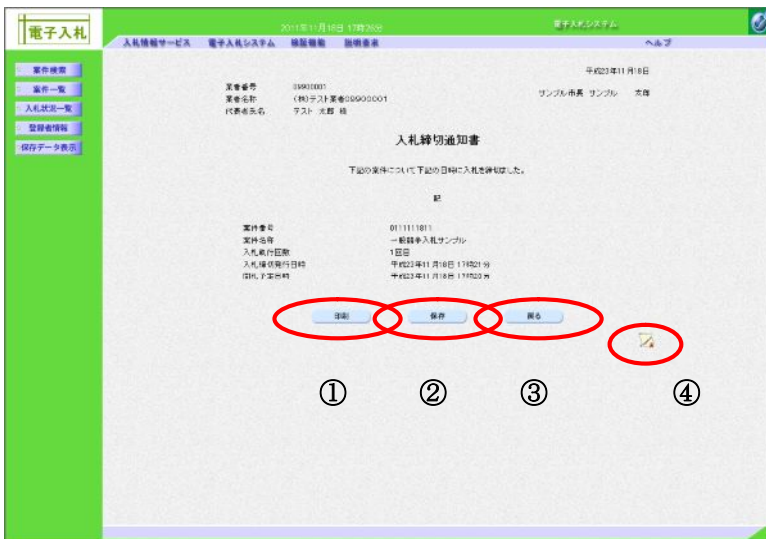 電子入札
2011年11月18日 17時26分
電子入札システム
入札情報サービス 電子入札システム 検証機能 説明要求 ヘルプ
案件検索
案件一覧
入札状況一覧
登録者情報
保存データ表示
平成23年11月18日
業者番号 09900001
業者名称 (株)テスト業者09900001
代表者氏名 テスト 太郎 様
サンプル市長 サンプル 太郎
入札締切通知書
下記の案件について下記の日時に入札を締切ました。
記
案件番号 0111111811
案件名称 一般競争入札サンプル
入札執行回数 1回目
入札締切発行日時 平成23年11月18日 17時21分
開札予定日時 平成23年11月18日 17時20分
印刷 保存 戻る
① ② ③ ④